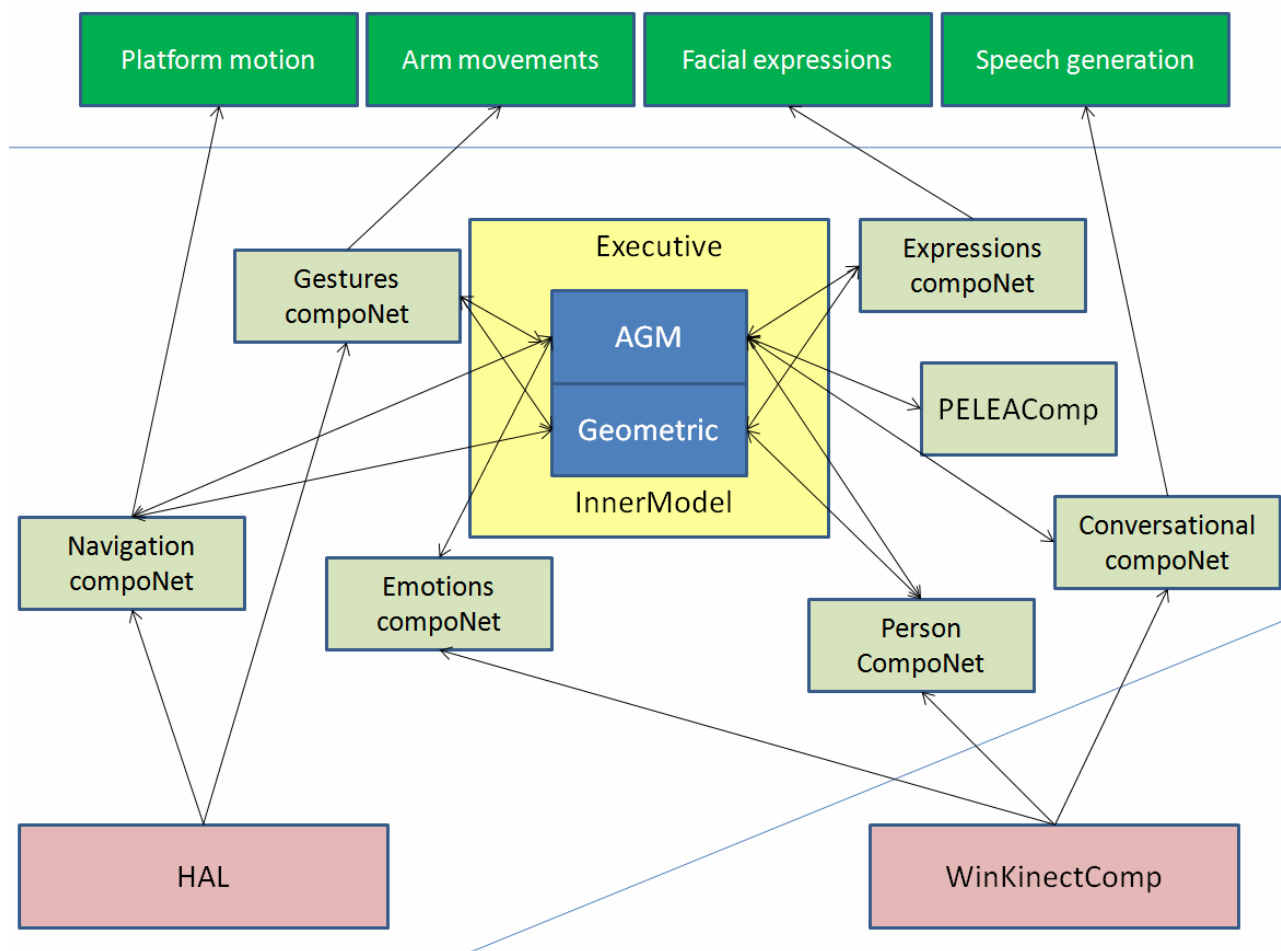 Platform motion
Arm movements
Facial expressions
Speech generation
Gestures
compoNet
Executive
AGM
Geometric
InnerModel
Expressions
compoNet
PELEAComp
Navigation
compoNet
Emotions
compoNet
Person
CompoNet
Conversational
compoNet
HAL
WinKinectComp